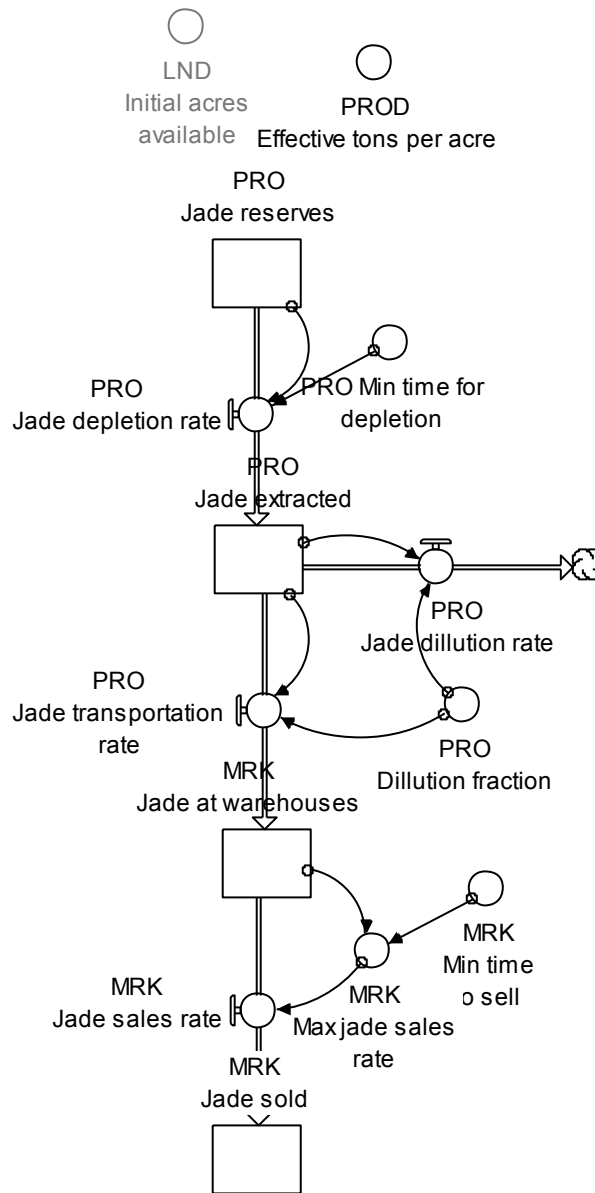 LND
Initial acres
available
PROD
Effective tons per acre
PRO
Jade reserves
PRO
Jade depletion rate
PRO Min time for
depletion
PRO
Jade extracted
PRO
Jade dillution rate
PRO
Jade transportation
rate
PRO
Dillution fraction
MRK
Jade at warehouses
MRK
Min time
o sell
MRK
Jade sales rate
MRK
Max jade sales
rate
MRK
Jade sold